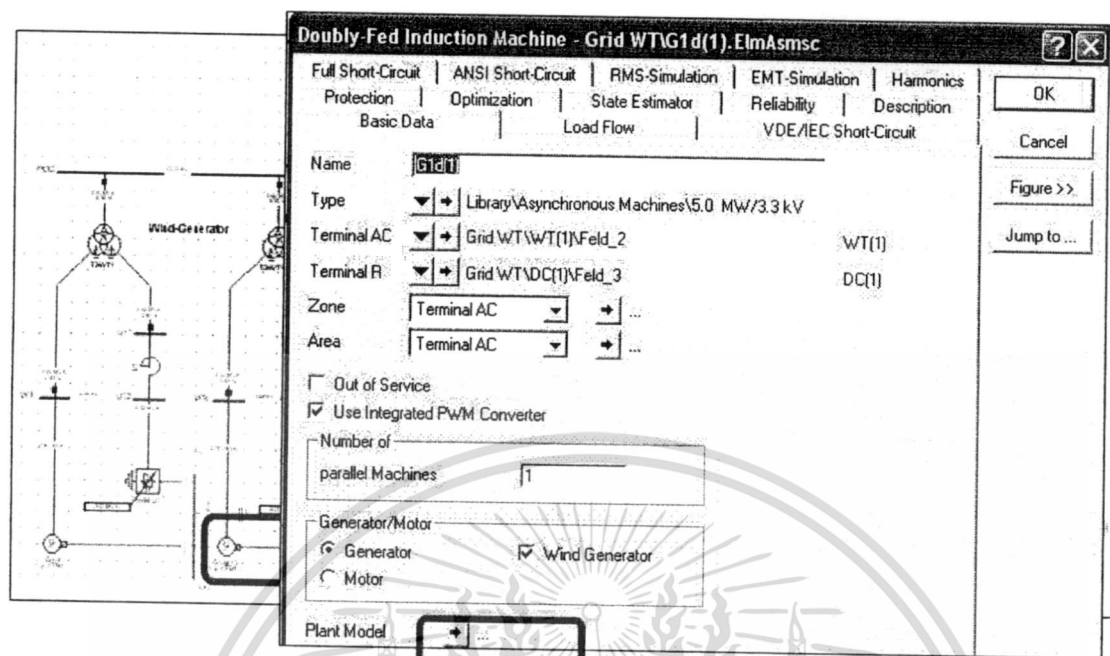 Doubly-Fed Induction Machine - Grid WT\G1d(1).ElmAsmsc
Full Short-Circuit ANSI Short-Circuit RMS-Simulation EMT-Simulation Harmonics
Protection Optimization State Estimator Reliability Description
Basic Data Load Flow VDE/IEC Short-Circuit
OK
Cancel
Figure >>
Jump to ...
Name G1d(1)
Type Library\Asynchronous Machines\5.0 MW/3.3 kV
Terminal AC Grid WT\WT(1)\Feld_2 WT(1)
Terminal R Grid WT\DC(1)\Feld_3 DC(1)
Zone Terminal AC ...
Area Terminal AC ...
Out of Service
Use Integrated PWM Converter
Number of
parallel Machines 1
Generator/Motor
Generator Wind Generator
Motor
Plant Model ...
Wind-Generator